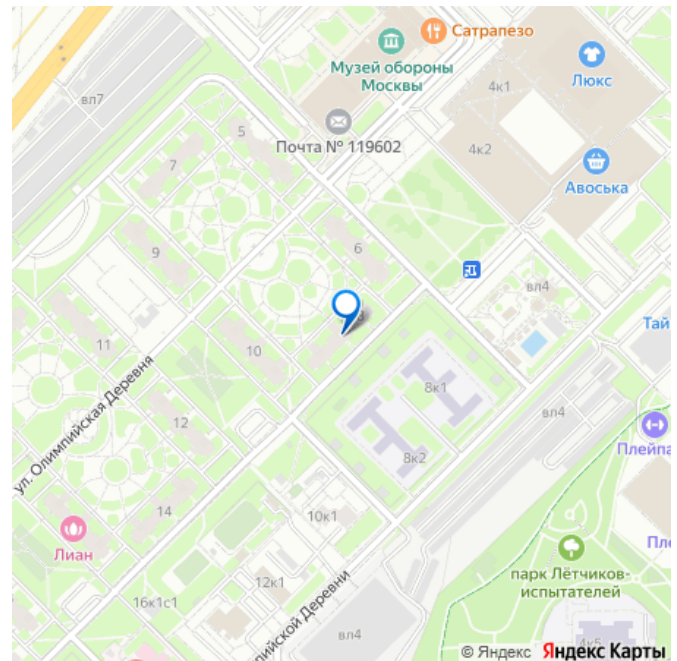 Сатрапезо
Музей обороны
Москвы
Люкс
4к1
вл7
5
Почта № 119602
4к2
7
Авоська
6
9
вл4
Тай
11
10
8к1
ул. Олимпийская Деревня
12
вл4
Плейпа
8к2
14
10к1
Лиан
Пле
парк Лётчиков-
испытателей
12к1
16к1с1
пийской Деревни
вл4
4к5
© Яндекс Яндекс Карты